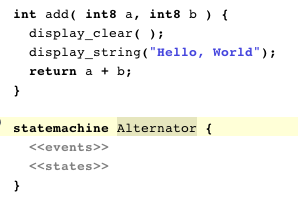 int add( int8 a, int8 b ) {
display_clear( );
display_string("Hello, World");
return a + b;
}
statemachine Alternator {
<<events>>
<<states>>
}